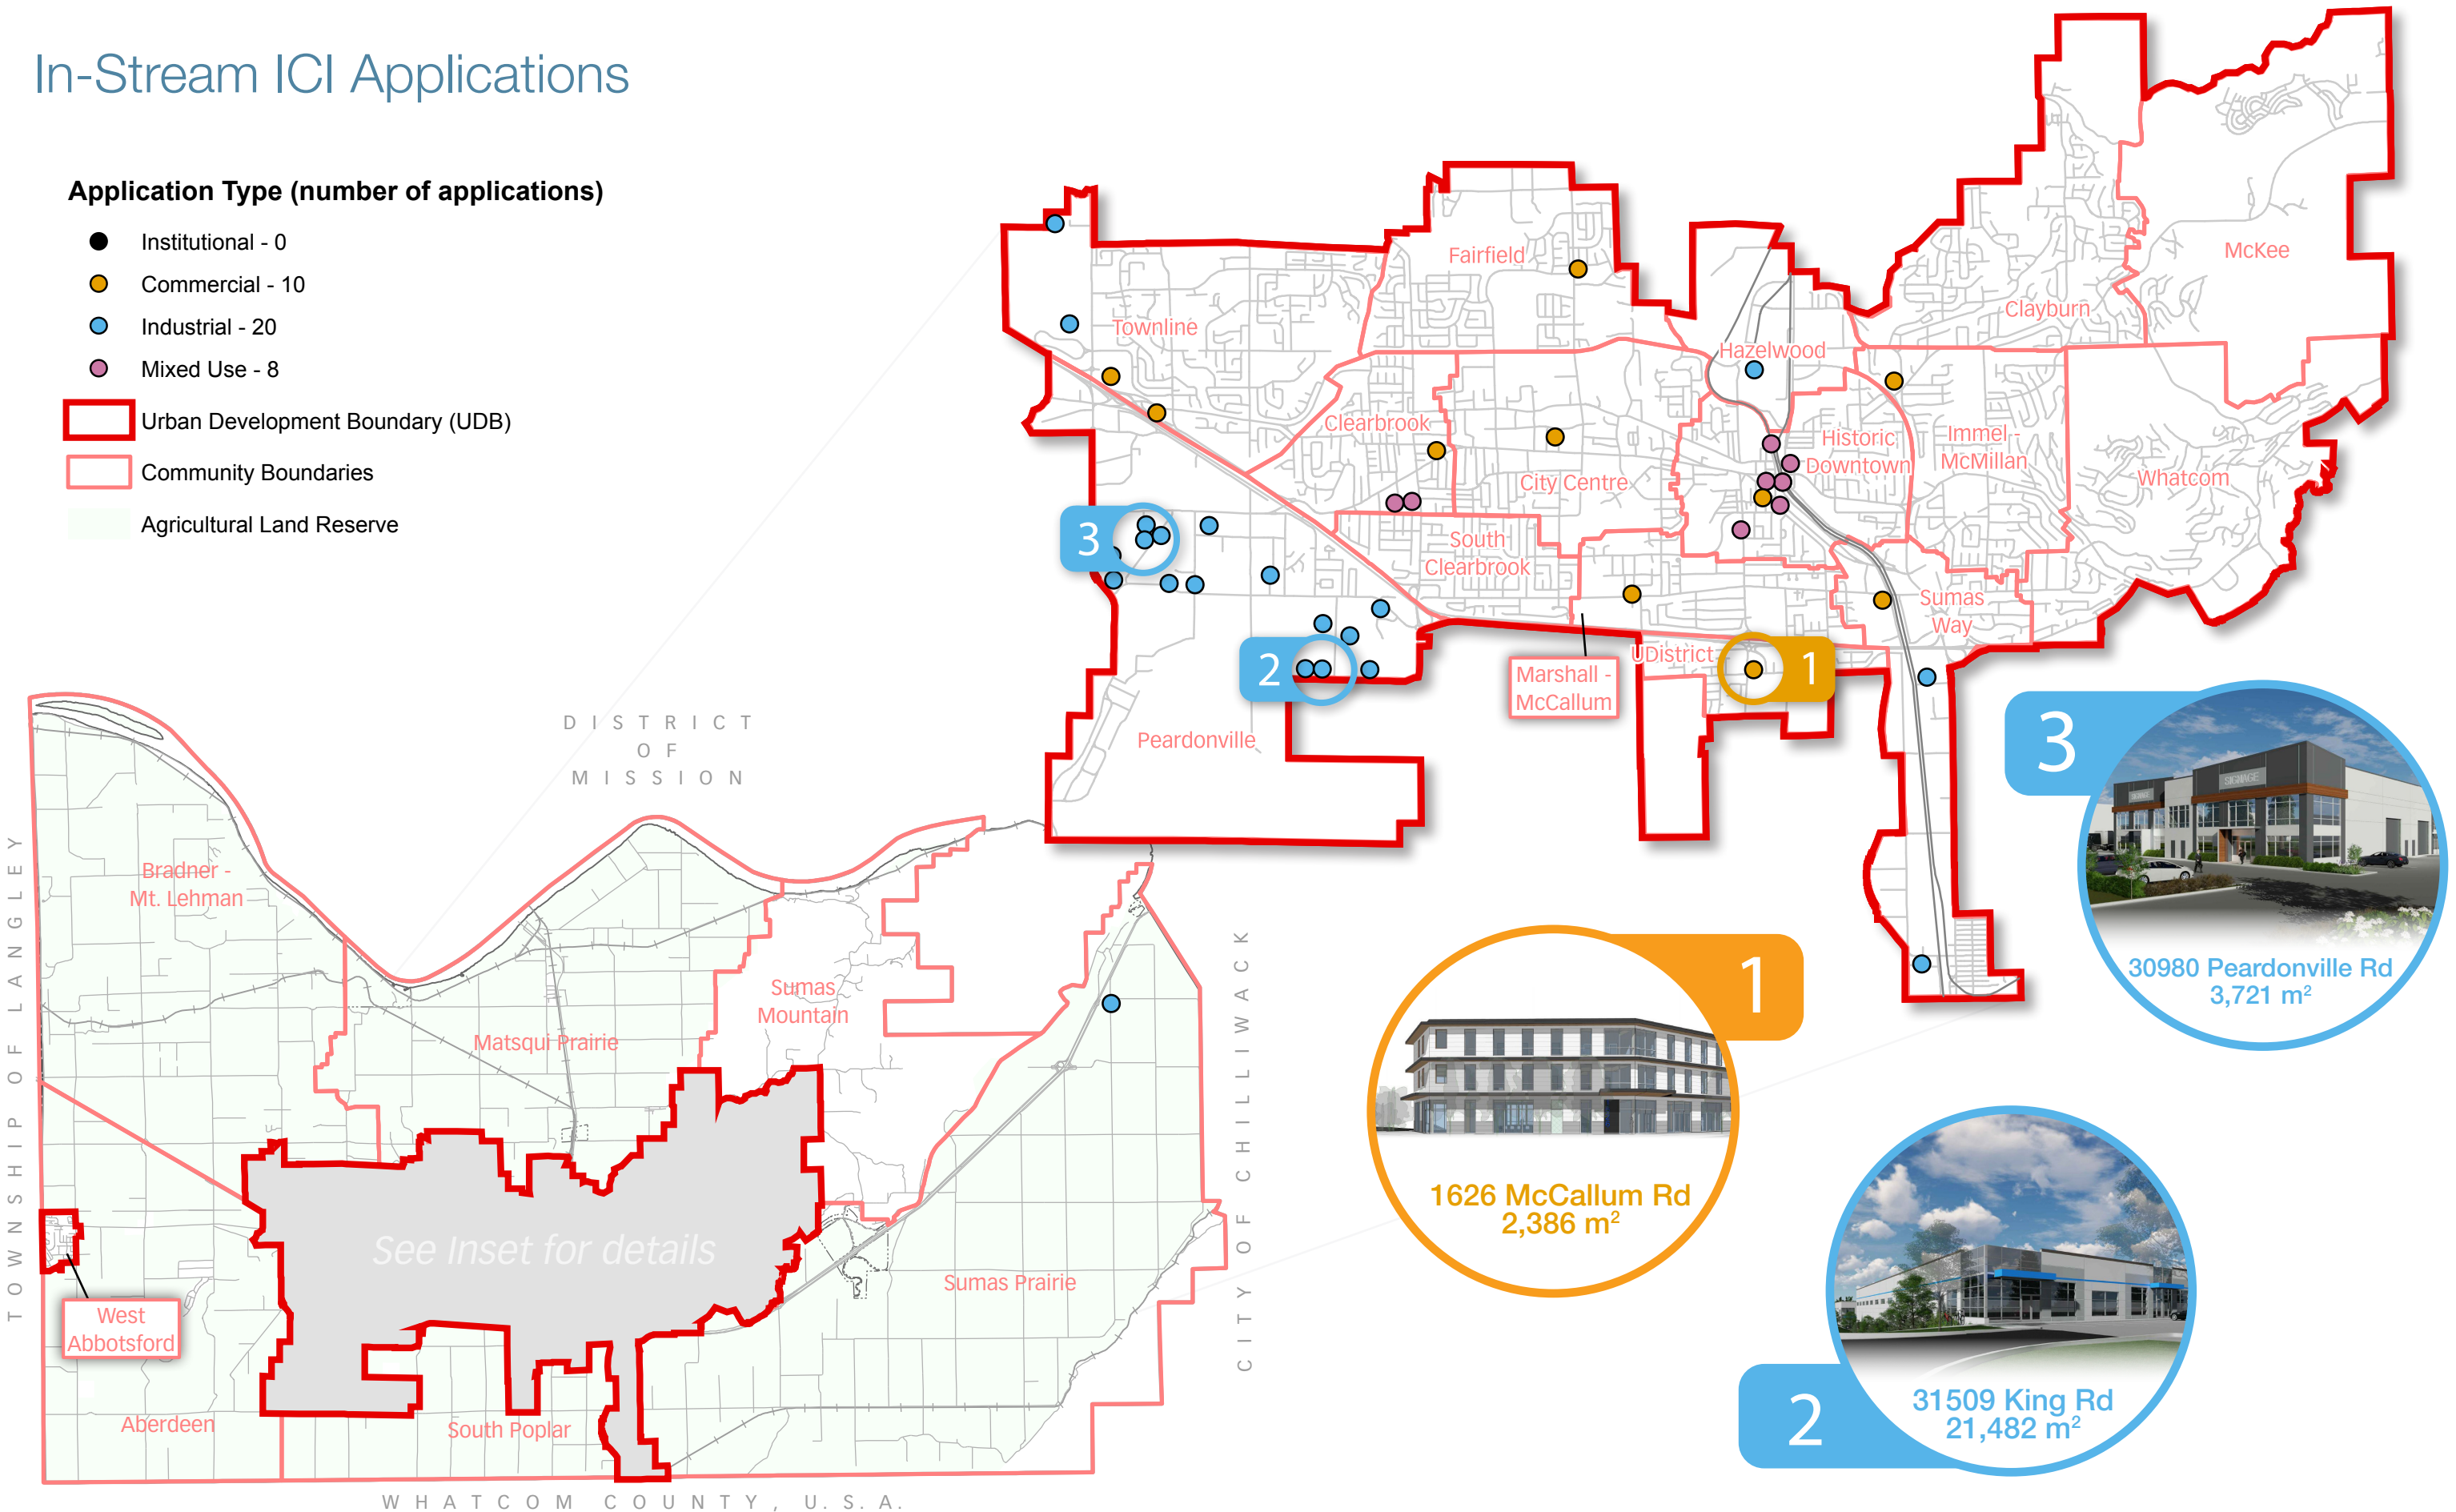 In-Stream ICI Applications
Application Type (number of applications)
Institutional - 0
Commercial - 10
Industrial - 20
Mixed Use - 8
Urban Development Boundary (UDB)
Community Boundaries
Agricultural Land Reserve
Fairfield
McKee
Clayburn
Townline
Hazelwood
Clearbrook
Historic
Downtown
Immel -
McMillan
City Centre
Whatcom
3
South
Clearbrook
Sumas
Way
2
UDistrict
1
Marshall -
McCallum
Peardonville
3
SIGNAGE
SIGNAGE
30980 Peardonville Rd
3,721 m²
DISTRICT
OF
MISSION
TOWNSHIP OF LANGLEY
Bradner -
Mt. Lehman
CITY OF CHILLIWACK
Sumas
Mountain
Matsqui Prairie
1
1626 McCallum Rd
2,386 m²
See Inset for details
Sumas Prairie
West
Abbotsford
Aberdeen
South Poplar
2
31509 King Rd
21,482 m²
WHATCOM COUNTY, U.S.A.